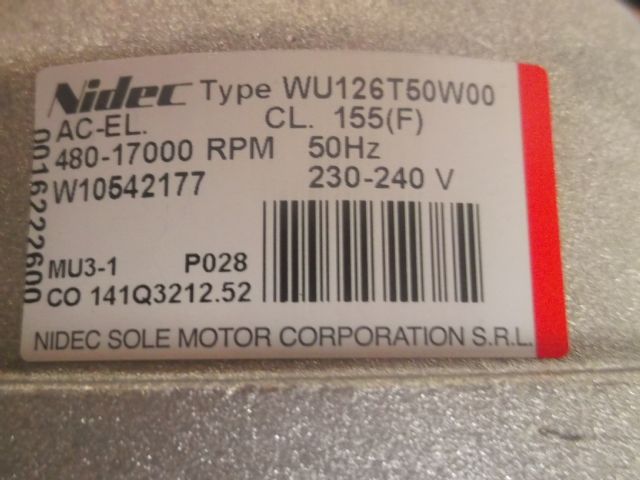 Nidec Type WU126T50W00
AC-EL. CL. 155(F)
480-17000 RPM 50Hz
W10542177 230-240 V
0016222600
MU3-1 P028
CO 141Q3212.52
NIDEC SOLE MOTOR CORPORATION S.R.L.